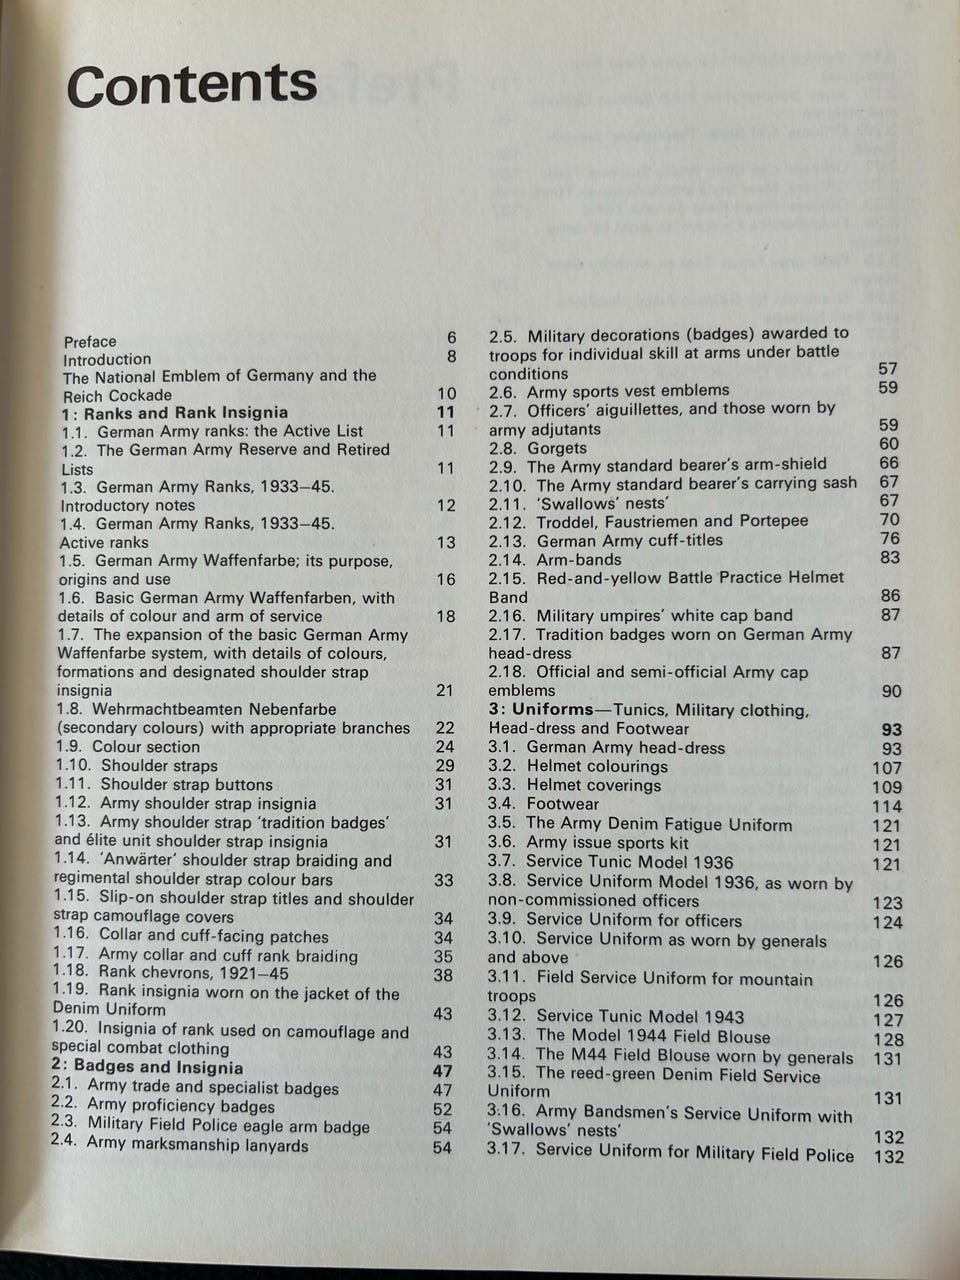 Contents
Preface 6
Introduction 8
The National Emblem of Germany and the
Reich Cockade 10
1: Ranks and Rank Insignia 11
1.1. German Army ranks: the Active List 11
1.2. The German Army Reserve and Retired
Lists 11
1.3. German Army Ranks, 1933–45.
Introductory notes 12
1.4. German Army Ranks, 1933–45.
Active ranks 13
1.5. German Army Waffenfarbe; its purpose,
origins and use 16
1.6. Basic German Army Waffenfarben, with
details of colour and arm of service 18
1.7. The expansion of the basic German Army
Waffenfarbe system, with details of colours,
formations and designated shoulder strap
insignia 21
1.8. Wehrmachtbeamten Nebenfarbe
(secondary colours) with appropriate branches 22
1.9. Colour section 24
1.10. Shoulder straps 29
1.11. Shoulder strap buttons 31
1.12. Army shoulder strap insignia 31
1.13. Army shoulder strap 'tradition badges'
and élite unit shoulder strap insignia 31
1.14. 'Anwärter' shoulder strap braiding and
regimental shoulder strap colour bars 33
1.15. Slip-on shoulder strap titles and shoulder
strap camouflage covers 34
1.16. Collar and cuff-facing patches 34
1.17. Army collar and cuff rank braiding 35
1.18. Rank chevrons, 1921–45 38
1.19. Rank insignia worn on the jacket of the
Denim Uniform 43
1.20. Insignia of rank used on camouflage and
special combat clothing 43
2: Badges and Insignia 47
2.1. Army trade and specialist badges 47
2.2. Army proficiency badges 52
2.3. Military Field Police eagle arm badge 54
2.4. Army marksmanship lanyards 54
2.5. Military decorations (badges) awarded to
troops for individual skill at arms under battle
conditions 57
2.6. Army sports vest emblems 59
2.7. Officers' aiguillettes, and those worn by
army adjutants 59
2.8. Gorgets 60
2.9. The Army standard bearer's arm-shield 66
2.10. The Army standard bearer's carrying sash 67
2.11. 'Swallows' nests' 67
2.12. Troddel, Faustriemen and Portepee 70
2.13. German Army cuff-titles 76
2.14. Arm-bands 83
2.15. Red-and-yellow Battle Practice Helmet
Band 86
2.16. Military umpires' white cap band 87
2.17. Tradition badges worn on German Army
head-dress 87
2.18. Official and semi-official Army cap
emblems 90
3: Uniforms—Tunics, Military clothing,
Head-dress and Footwear 93
3.1. German Army head-dress 93
3.2. Helmet colourings 107
3.3. Helmet coverings 109
3.4. Footwear 114
3.5. The Army Denim Fatigue Uniform 121
3.6. Army issue sports kit 121
3.7. Service Tunic Model 1936 121
3.8. Service Uniform Model 1936, as worn by
non-commissioned officers 123
3.9. Service Uniform for officers 124
3.10. Service Uniform as worn by generals
and above 126
3.11. Field Service Uniform for mountain
troops 126
3.12. Service Tunic Model 1943 127
3.13. The Model 1944 Field Blouse 128
3.14. The M44 Field Blouse worn by generals 131
3.15. The reed-green Denim Field Service
Uniform 131
3.16. Army Bandsmen's Service Uniform with
'Swallows' nests' 132
3.17. Service Uniform for Military Field Police 132